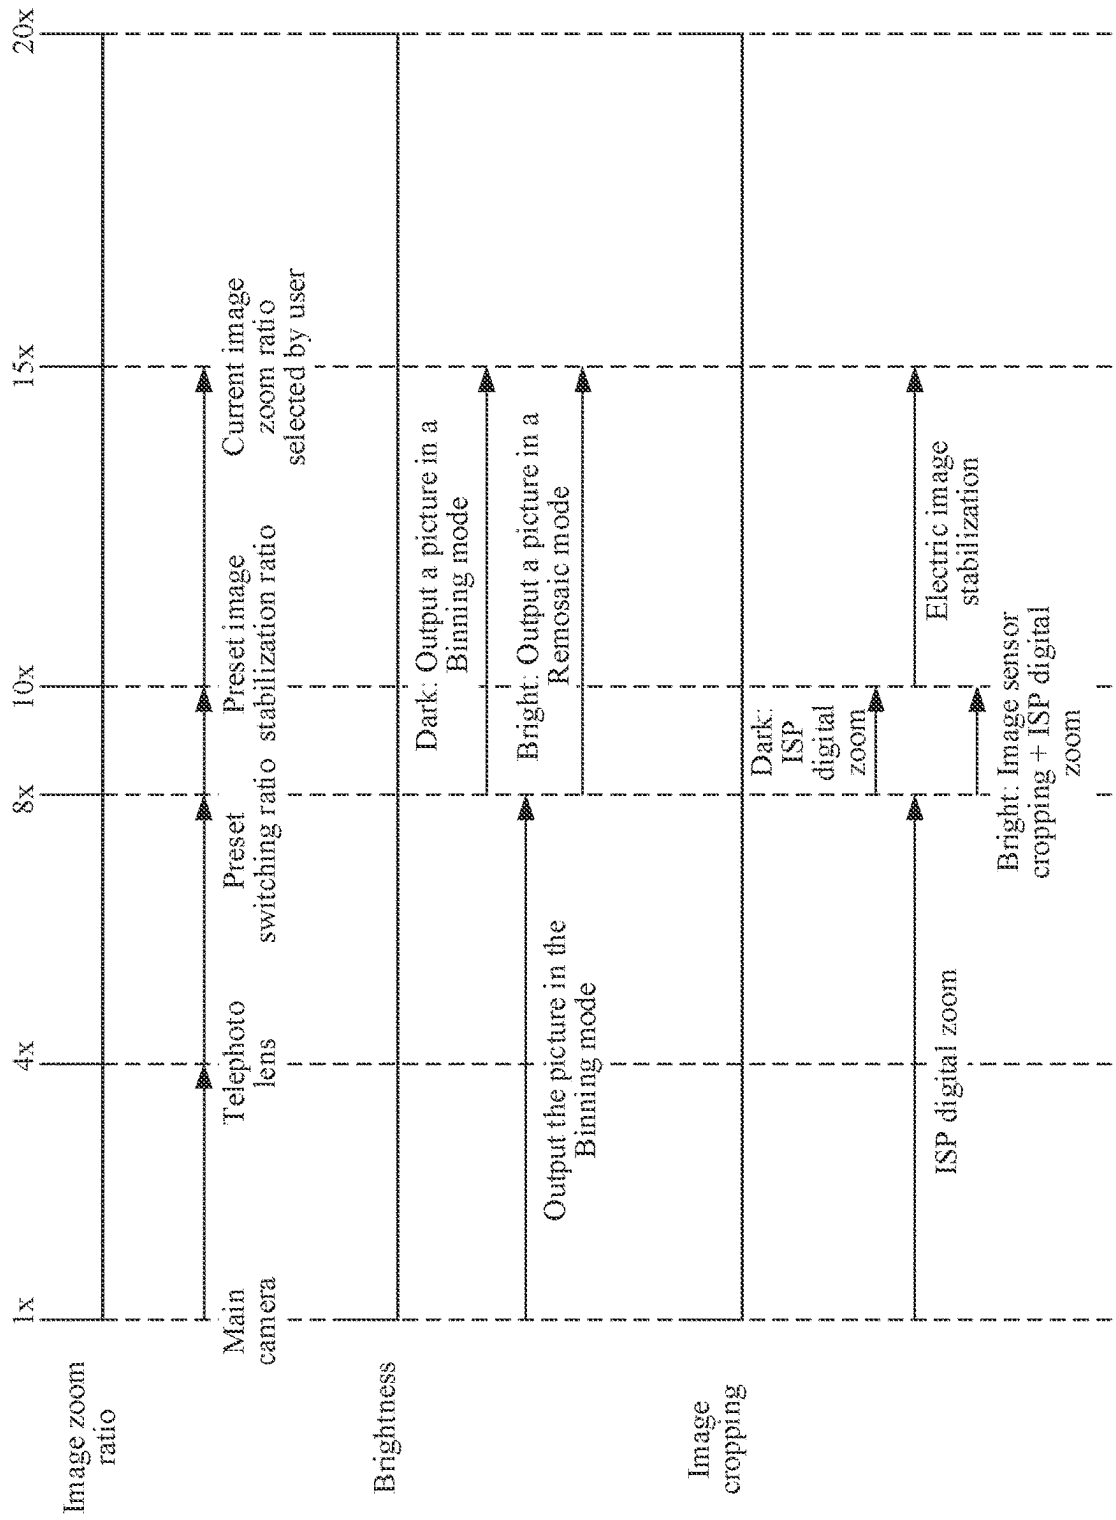 1x
4x
8x
10x
15x
20x
Image zoom
ratio
Main
camera
Telephoto
lens
Preset
switching ratio
Preset image
stabilization ratio
Current image
zoom ratio
selected by user
Brightness
Output the picture in the
Binning mode
Dark: Output a picture in a
Binning mode
Bright: Output a picture in a
Remosaic mode
Image
cropping
ISP digital zoom
Dark:
ISP
digital
zoom
Bright: Image sensor
cropping + ISP digital
zoom
Electric image
stabilization